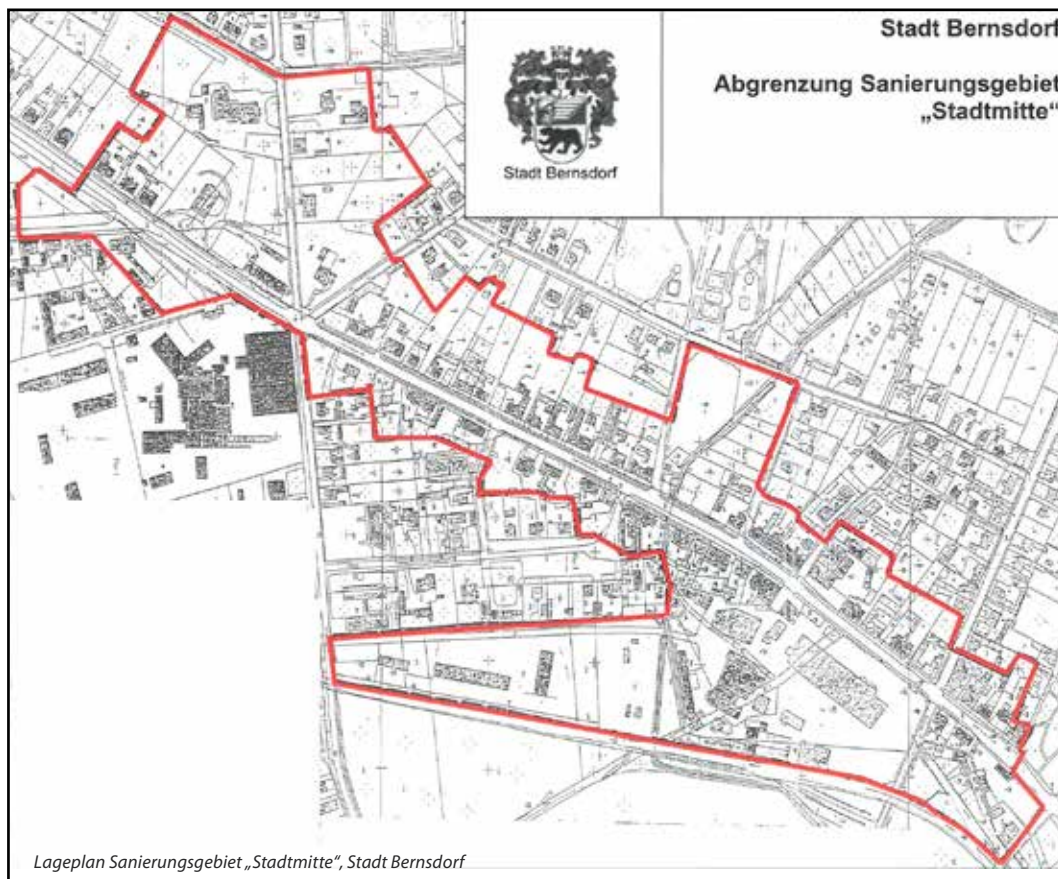 Stadt Bernsdorf
Abgrenzung Sanierungsgebiet
„Stadtmitte“
Stadt Bernsdorf
Lageplan Sanierungsgebiet „Stadtmitte“, Stadt Bernsdorf